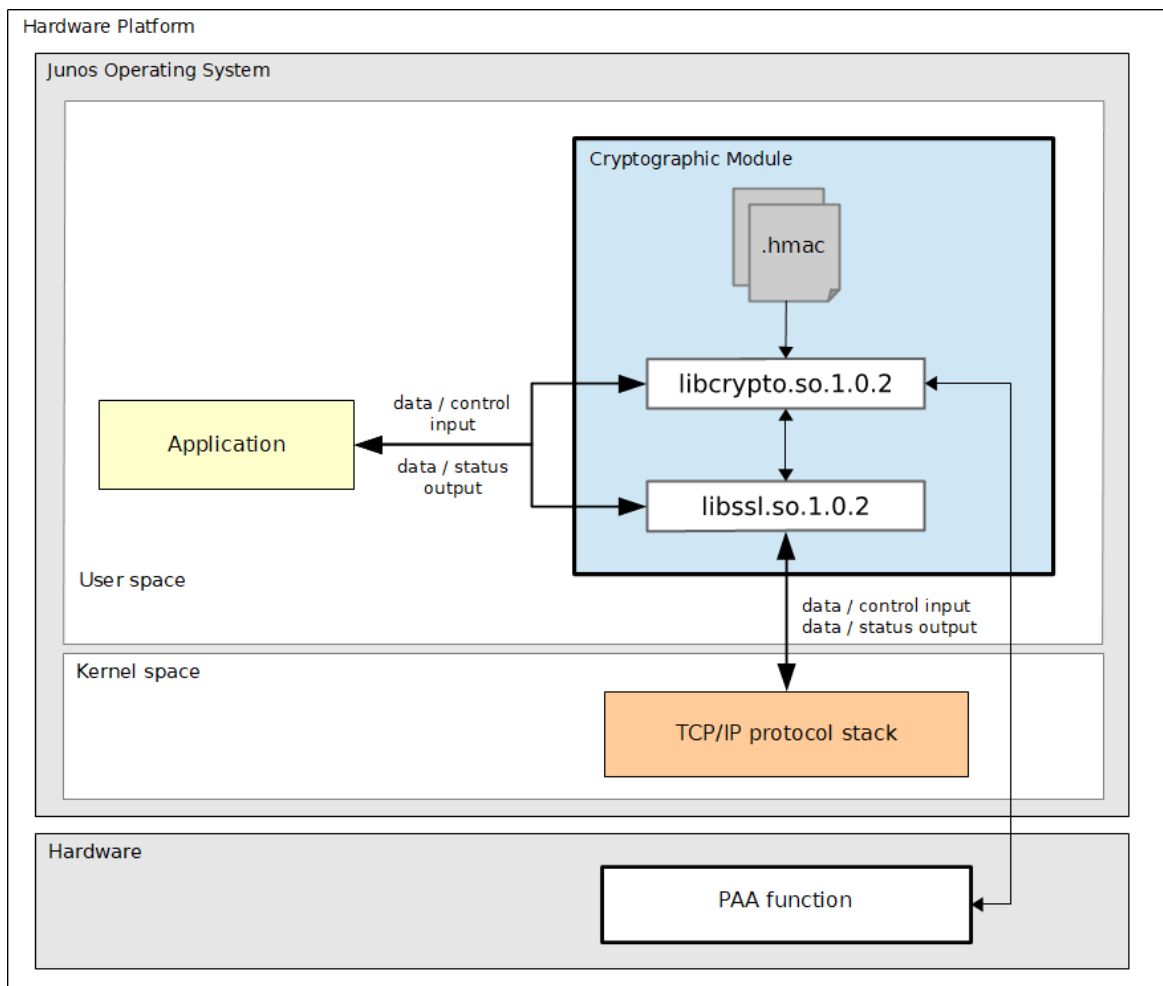 Hardware Platform
Junos Operating System
Cryptographic Module
.hmac
libcrypto.so.1.0.2
data / control
input
Application
data / status
output
libssl.so.1.0.2
User space
data / control input
data / status output
Kernel space
TCP/IP protocol stack
Hardware
PAA function